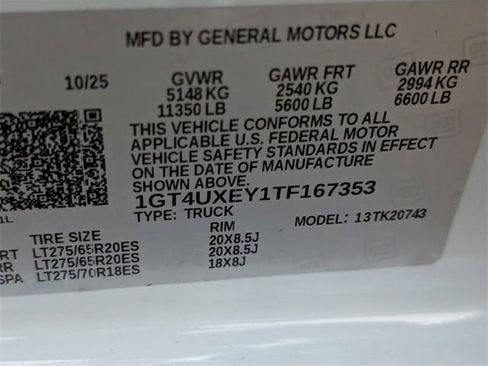 MFD BY GENERAL MOTORS LLC
10/25 GVWR GAWR FRT GAWR RR
5148 KG 2540 KG 2994 KG
11350 LB 5600 LB 6600 LB
THIS VEHICLE CONFORMS TO ALL
APPLICABLE U.S. FEDERAL MOTOR
VEHICLE SAFETY STANDARDS IN EFFECT
ON THE DATE OF MANUFACTURE
SHOWN ABOVE.
1GT4UXEY1TF167353
TYPE: TRUCK MODEL: 13TK20743
TIRE SIZE RIM
RT LT275/65R20ES 20X8.5J
RR LT275/65R20ES 20X8.5J
SPA LT275/70R18ES 18X8J